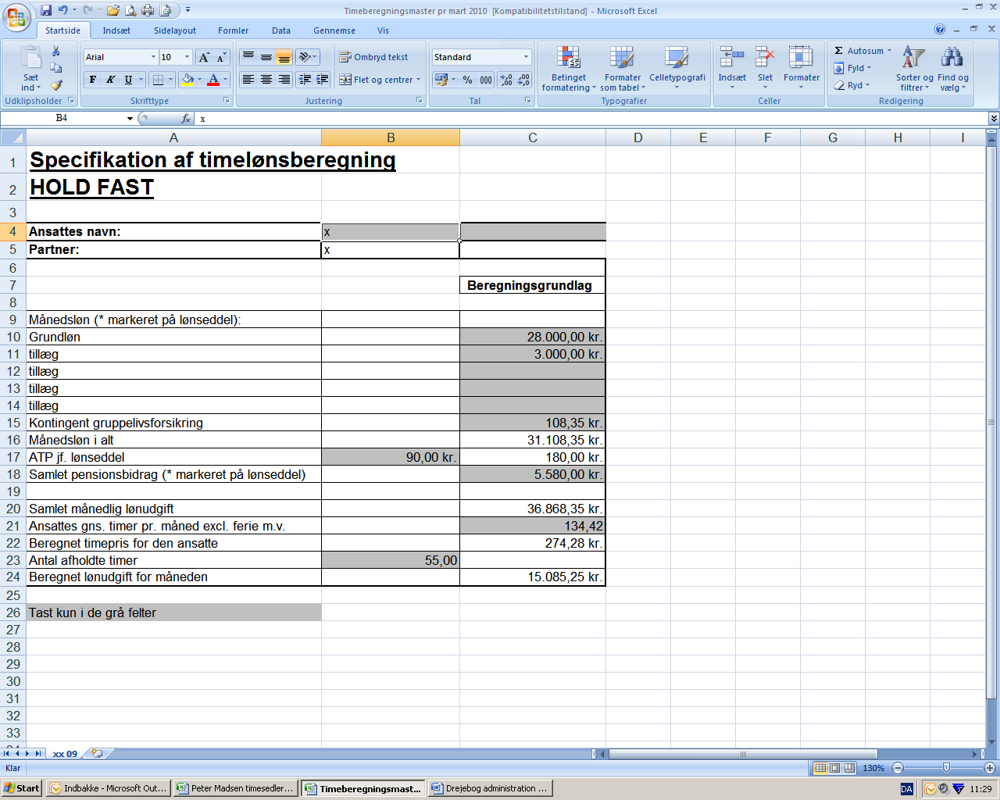 Timeberegningsmaster pr mart 2010 [Kompatibilitetstilstand] - Microsoft Excel
Startside Indsæt Sidelayout Formler Data Gennemse Vis
Sæt ind
Udklipsholder
Arial 10
F K U
Skrifttype
Ombryd tekst
Flet og centrer
Justering
Standard
% 000
Tal
Betinget formatering
Formater som tabel
Celletypografi
Typografier
Indsæt Slet Formater
Celler
Σ Autosum
Fyld
Ryd
Sorter og filtrer
Find og vælg
Redigering
B4 fx x
A B C D E F G H I
1 Specifikation af timelønsberegning
2 HOLD FAST
3
4 Ansattes navn: x
5 Partner: x
6
7 Beregningsgrundlag
8
9 Månedsløn (* markeret på lønseddel):
10 Grundløn 28.000,00 kr.
11 tillæg 3.000,00 kr.
12 tillæg
13 tillæg
14 tillæg
15 Kontingent gruppelivsforsikring 108,35 kr.
16 Månedsløn i alt 31.108,35 kr.
17 ATP jf. lønseddel 90,00 kr. 180,00 kr.
18 Samlet pensionsbidrag (* markeret på lønseddel) 5.580,00 kr.
19
20 Samlet månedlig lønudgift 36.868,35 kr.
21 Ansattes gns. timer pr. måned excl. ferie m.v. 134,42
22 Beregnet timepris for den ansatte 274,28 kr.
23 Antal afholdte timer 55,00
24 Beregnet lønudgift for måneden 15.085,25 kr.
25
26 Tast kun i de grå felter
27
28
29
30
31
32
33
xx 09
Klar 130%
Start Indbakke - Microsoft Out... Peter Madsen timesedler... Timeberegningsmast... Drejebog administration ... DA 11:29